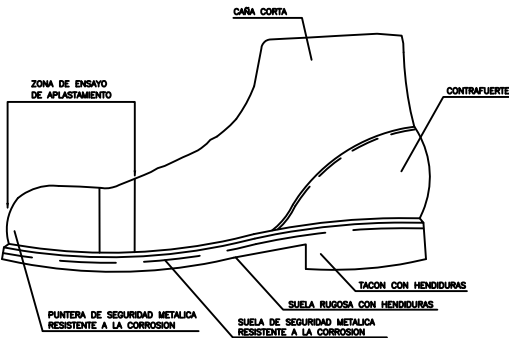 CAÑA CORTA
ZONA DE ENSAYO
DE APLASTAMIENTO
CONTRAFUERTE
TACON CON HENDIDURAS
SUELA RUGOSA CON HENDIDURAS
PUNTERA DE SEGURIDAD METALICA
RESISTENTE A LA CORROSION
SUELA DE SEGURIDAD METALICA
RESISTENTE A LA CORROSION